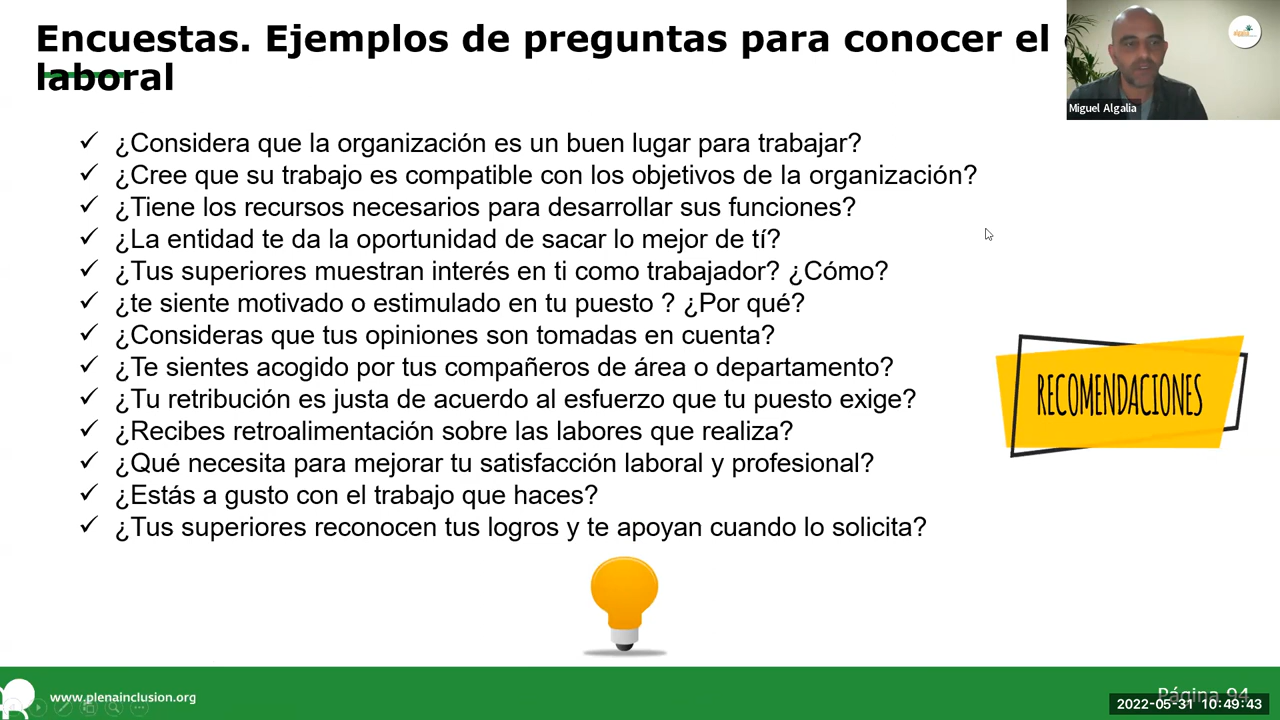 Encuestas. Ejemplos de preguntas para conocer el
laboral
Miguel Algalia
✓ ¿Considera que la organización es un buen lugar para trabajar?
✓ ¿Cree que su trabajo es compatible con los objetivos de la organización?
✓ ¿Tiene los recursos necesarios para desarrollar sus funciones?
✓ ¿La entidad te da la oportunidad de sacar lo mejor de tí?
✓ ¿Tus superiores muestran interés en ti como trabajador? ¿Cómo?
✓ ¿te siente motivado o estimulado en tu puesto ? ¿Por qué?
✓ ¿Consideras que tus opiniones son tomadas en cuenta?
✓ ¿Te sientes acogido por tus compañeros de área o departamento?
✓ ¿Tu retribución es justa de acuerdo al esfuerzo que tu puesto exige?
✓ ¿Recibes retroalimentación sobre las labores que realiza?
✓ ¿Qué necesita para mejorar tu satisfacción laboral y profesional?
✓ ¿Estás a gusto con el trabajo que haces?
✓ ¿Tus superiores reconocen tus logros y te apoyan cuando lo solicita?
RECOMENDACIONES
www.plenainclusion.org
Página 94
2022-05-31 10:49:43